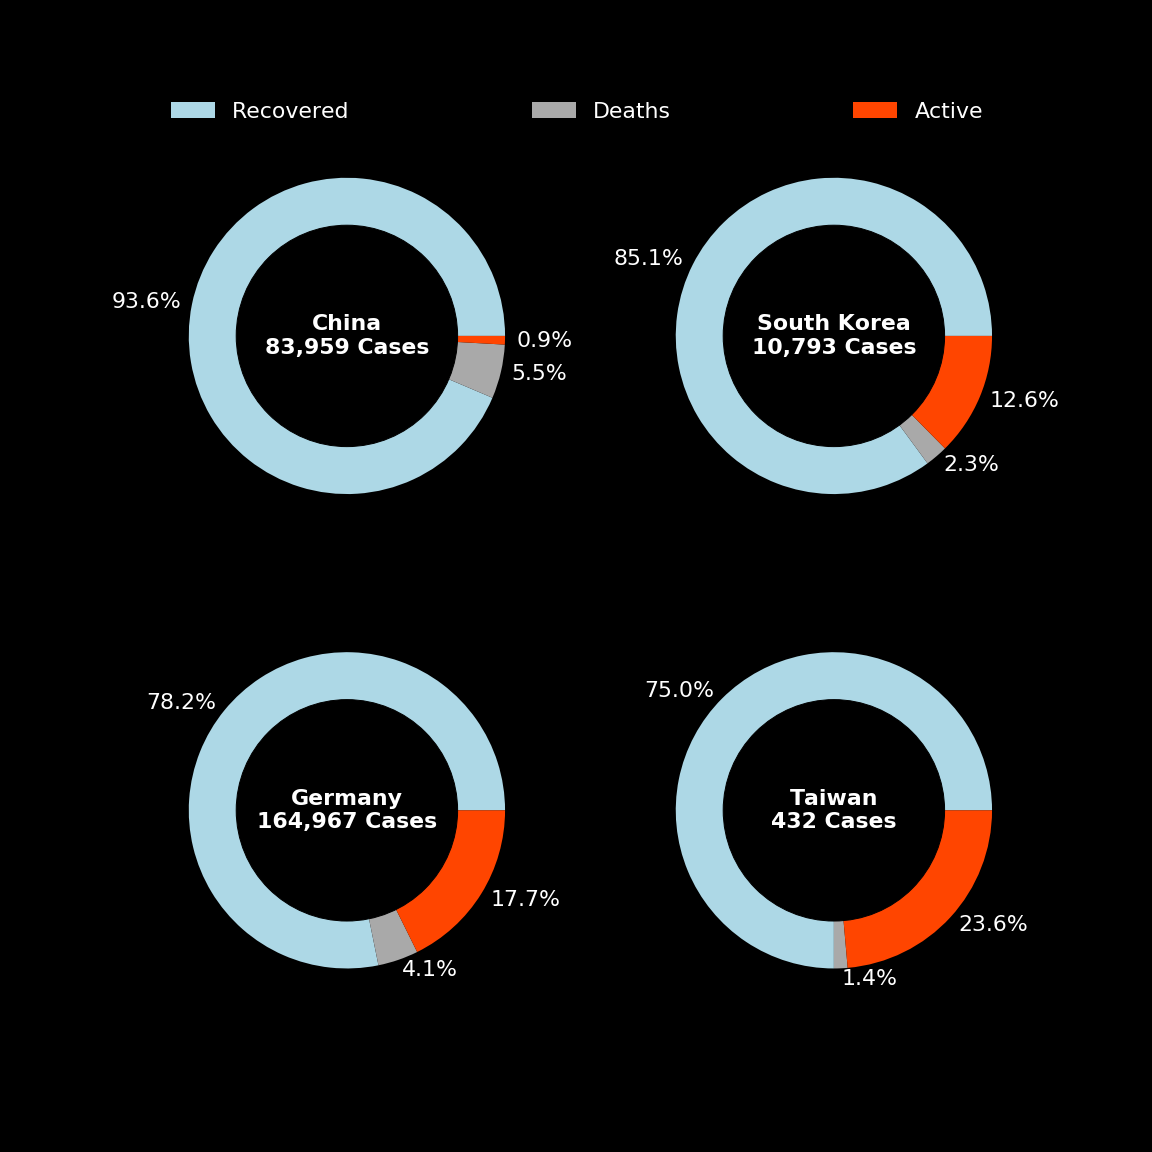 Recovered
Deaths
Active
93.6%
China
83,959 Cases
0.9%
5.5%
85.1%
South Korea
10,793 Cases
12.6%
2.3%
78.2%
Germany
164,967 Cases
17.7%
4.1%
75.0%
Taiwan
432 Cases
23.6%
1.4%